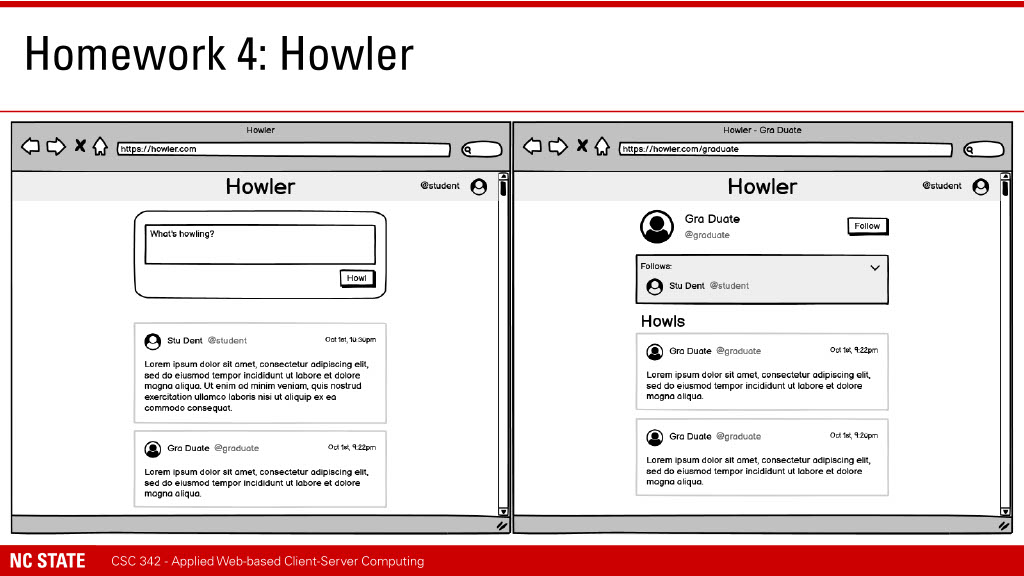 Homework 4: Howler
Howler
https://howler.com
Howler
@student
What's howling?
Howl
Stu Dent @student
Oct 1st, 10:30pm
Lorem ipsum dolor sit amet, consectetur adipiscing elit,
sed do eiusmod tempor incididunt ut labore et dolore
magna aliqua. Ut enim ad minim veniam, quis nostrud
exercitation ullamco laboris nisi ut aliquip ex ea
commodo consequat.
Gra Duate @graduate
Oct 1st, 9:22pm
Lorem ipsum dolor sit amet, consectetur adipiscing elit,
sed do eiusmod tempor incididunt ut labore et dolore
magna aliqua.
Howler - Gra Duate
https://howler.com/graduate
Howler
@student
Gra Duate
@graduate
Follow
Follows:
Stu Dent @student
Howls
Gra Duate @graduate
Oct 1st, 9:22pm
Lorem ipsum dolor sit amet, consectetur adipiscing elit,
sed do eiusmod tempor incididunt ut labore et dolore
magna aliqua.
Gra Duate @graduate
Oct 1st, 9:20pm
Lorem ipsum dolor sit amet, consectetur adipiscing elit,
sed do eiusmod tempor incididunt ut labore et dolore
magna aliqua.
NC STATE
CSC 342 - Applied Web-based Client-Server Computing